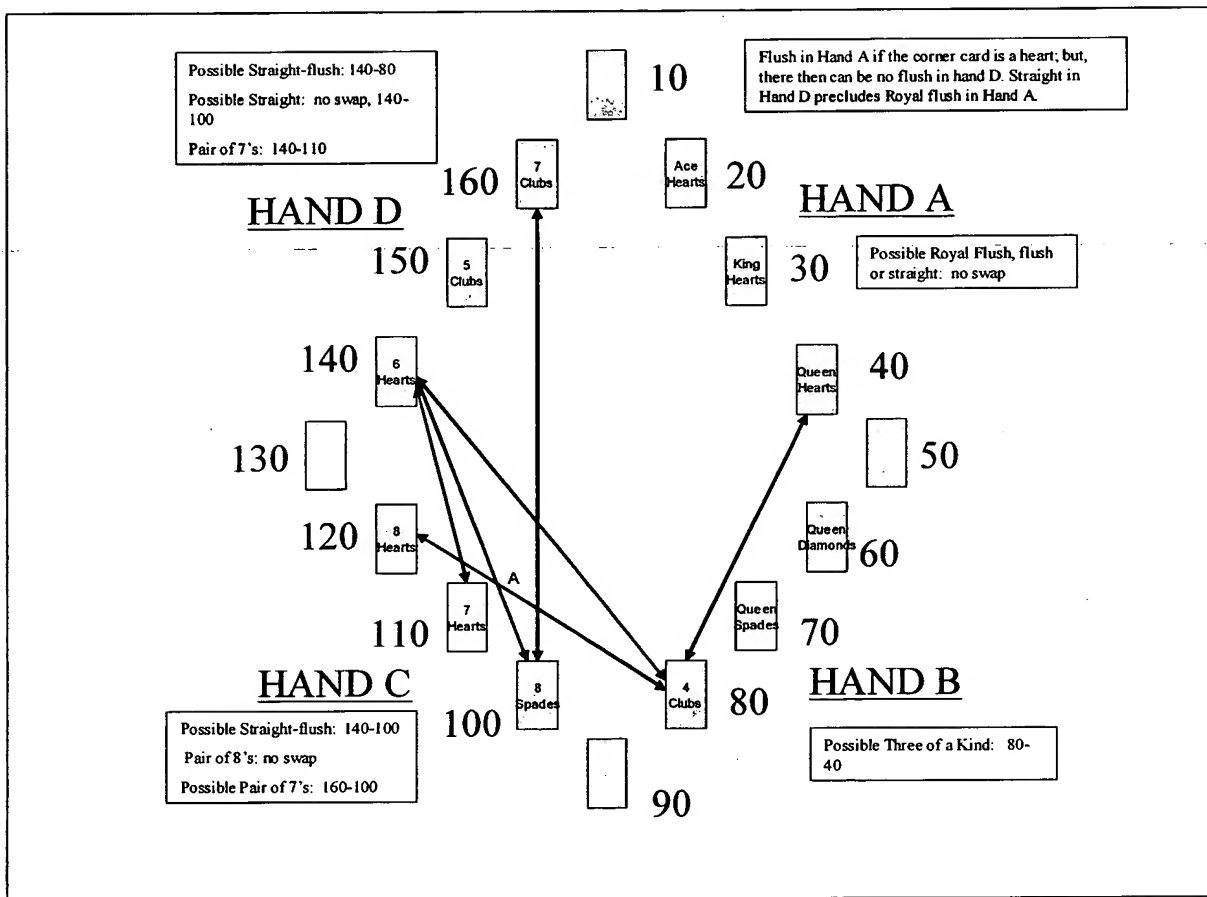 Possible Straight-flush: 140-80
Possible Straight: no swap, 140-
100
Pair of 7's: 140-110
10
Flush in Hand A if the corner card is a heart; but,
there then can be no flush in hand D. Straight in
Hand D precludes Royal flush in Hand A.
160
7
Clubs
Ace
Hearts
20
HAND D
HAND A
150
5
Clubs
King
Hearts
30
Possible Royal Flush, flush
or straight: no swap
140
6
Hearts
Queen
Hearts
40
130
50
120
8
Hearts
Queen
Diamonds
60
A
110
7
Hearts
Queen
Spades
70
HAND C
100
8
Spades
4
Clubs
80
HAND B
Possible Straight-flush: 140-100
Pair of 8's: no swap
Possible Pair of 7's: 160-100
Possible Three of a Kind: 80-
40
90